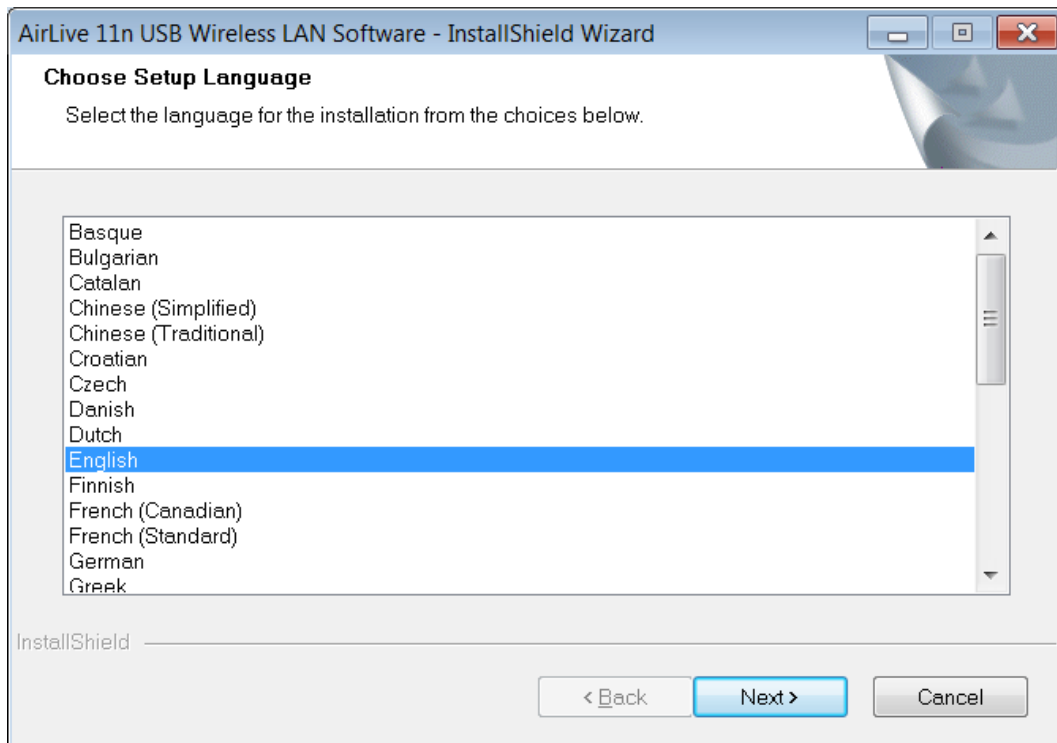 AirLive 11n USB Wireless LAN Software - InstallShield Wizard
Choose Setup Language
Select the language for the installation from the choices below.
Basque
Bulgarian
Catalan
Chinese (Simplified)
Chinese (Traditional)
Croatian
Czech
Danish
Dutch
English
Finnish
French (Canadian)
French (Standard)
German
Greek
InstallShield
< Back Next > Cancel